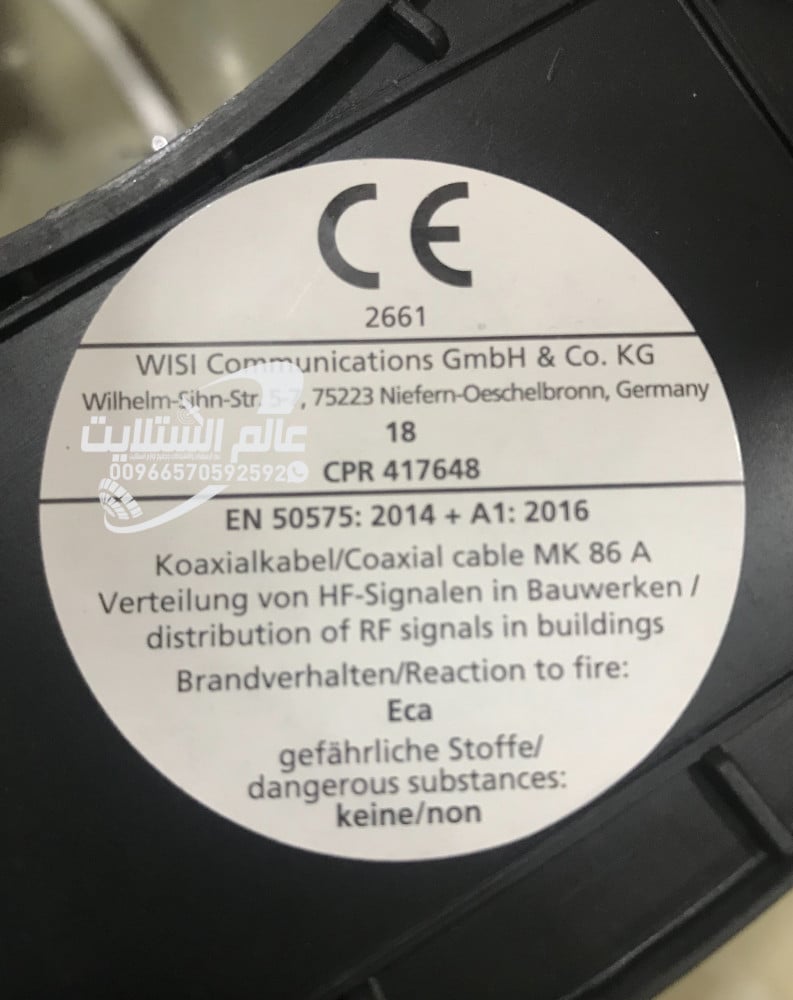 CE
2661
WISI Communications GmbH & Co. KG
Wilhelm-Sihn-Str. 5-7, 75223 Niefern-Oeschelbronn, Germany
18
CPR 417648
عالم الستلايت
00966570592592
EN 50575: 2014 + A1: 2016
Koaxialkabel/Coaxial cable MK 86 A
Verteilung von HF-Signalen in Bauwerken /
distribution of RF signals in buildings
Brandverhalten/Reaction to fire:
Eca
gefährliche Stoffe/
dangerous substances:
keine/non